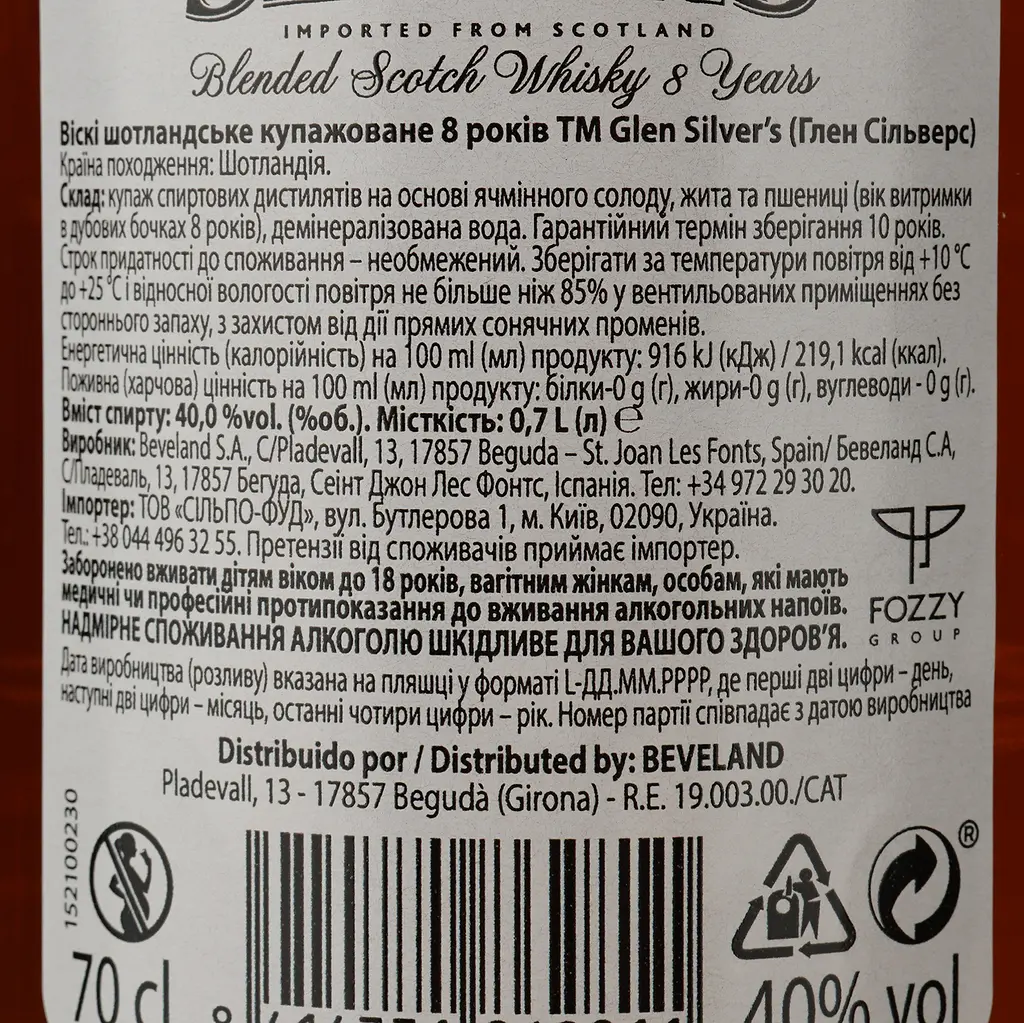 IMPORTED FROM SCOTLAND
Blended Scotch Whisky 8 Years
Віскі шотландське купажоване 8 років ТМ Glen Silver's (Глен Сільверс)
Країна походження: Шотландія.
Склад: купаж спиртових дистилятів на основі ячмінного солоду, жита та пшениці (вік витримки
в дубових бочках 8 років), демінералізована вода. Гарантійний термін зберігання 10 років.
Строк придатності до споживання – необмежений. Зберігати за температури повітря від +10 °С
до +25 °С і відносної вологості повітря не більше ніж 85% у вентильованих приміщеннях без
стороннього запаху, з захистом від дії прямих сонячних променів.
Енергетична цінність (калорійність) на 100 ml (мл) продукту: 916 kJ (кДж) / 219,1 kcal (ккал).
Поживна (харчова) цінність на 100 ml (мл) продукту: білки-0 g (г), жири-0 g (г), вуглеводи - 0 g (г).
Вміст спирту: 40,0 %vol. (%об.). Місткість: 0,7 L (л) ℮
Виробник: Beveland S.A., C/Pladevall, 13, 17857 Beguda – St. Joan Les Fonts, Spain/ Бевеланд С.А,
С/Пладеваль, 13, 17857 Бегуда, Сеінт Джон Лес Фонтс, Іспанія. Тел: +34 972 29 30 20.
Імпортер: ТОВ «СІЛЬПО-ФУД», вул. Бутлерова 1, м. Київ, 02090, Україна.
Тел.: +38 044 496 32 55. Претензії від споживачів приймає імпортер.
Заборонено вживати дітям віком до 18 років, вагітним жінкам, особам, які мають
медичні чи професійні протипоказання до вживання алкогольних напоїв.
НАДМІРНЕ СПОЖИВАННЯ АЛКОГОЛЮ ШКІДЛИВЕ ДЛЯ ВАШОГО ЗДОРОВ'Я.
FOZZY
GROUP
Дата виробництва (розливу) вказана на пляшці у форматі L-ДД.ММ.РРРР, де перші дві цифри – день,
наступні дві цифри – місяць, останні чотири цифри – рік. Номер партії співпадає з датою виробництва
Distribuido por / Distributed by: BEVELAND
Pladevall, 13 - 17857 Begudà (Girona) - R.E. 19.003.00./CAT
152100230
®
70 cl
40% vol